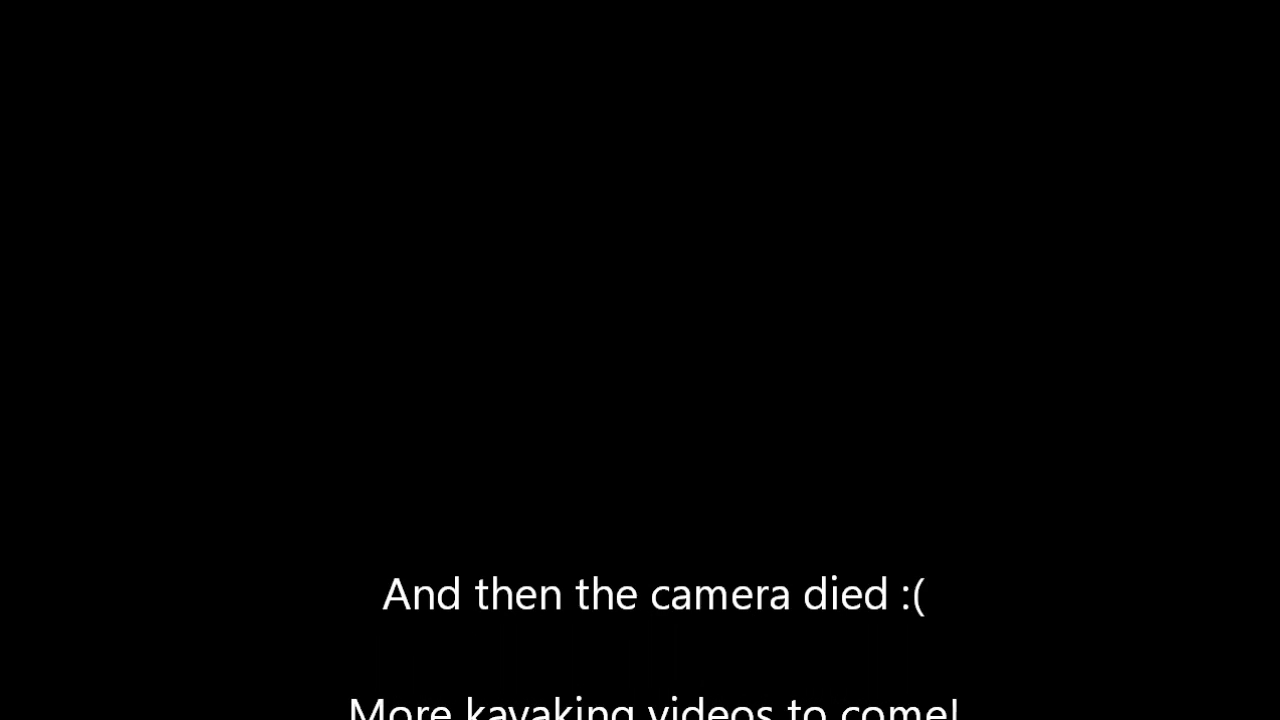 And then the camera died :(
More kayaking videos to come!